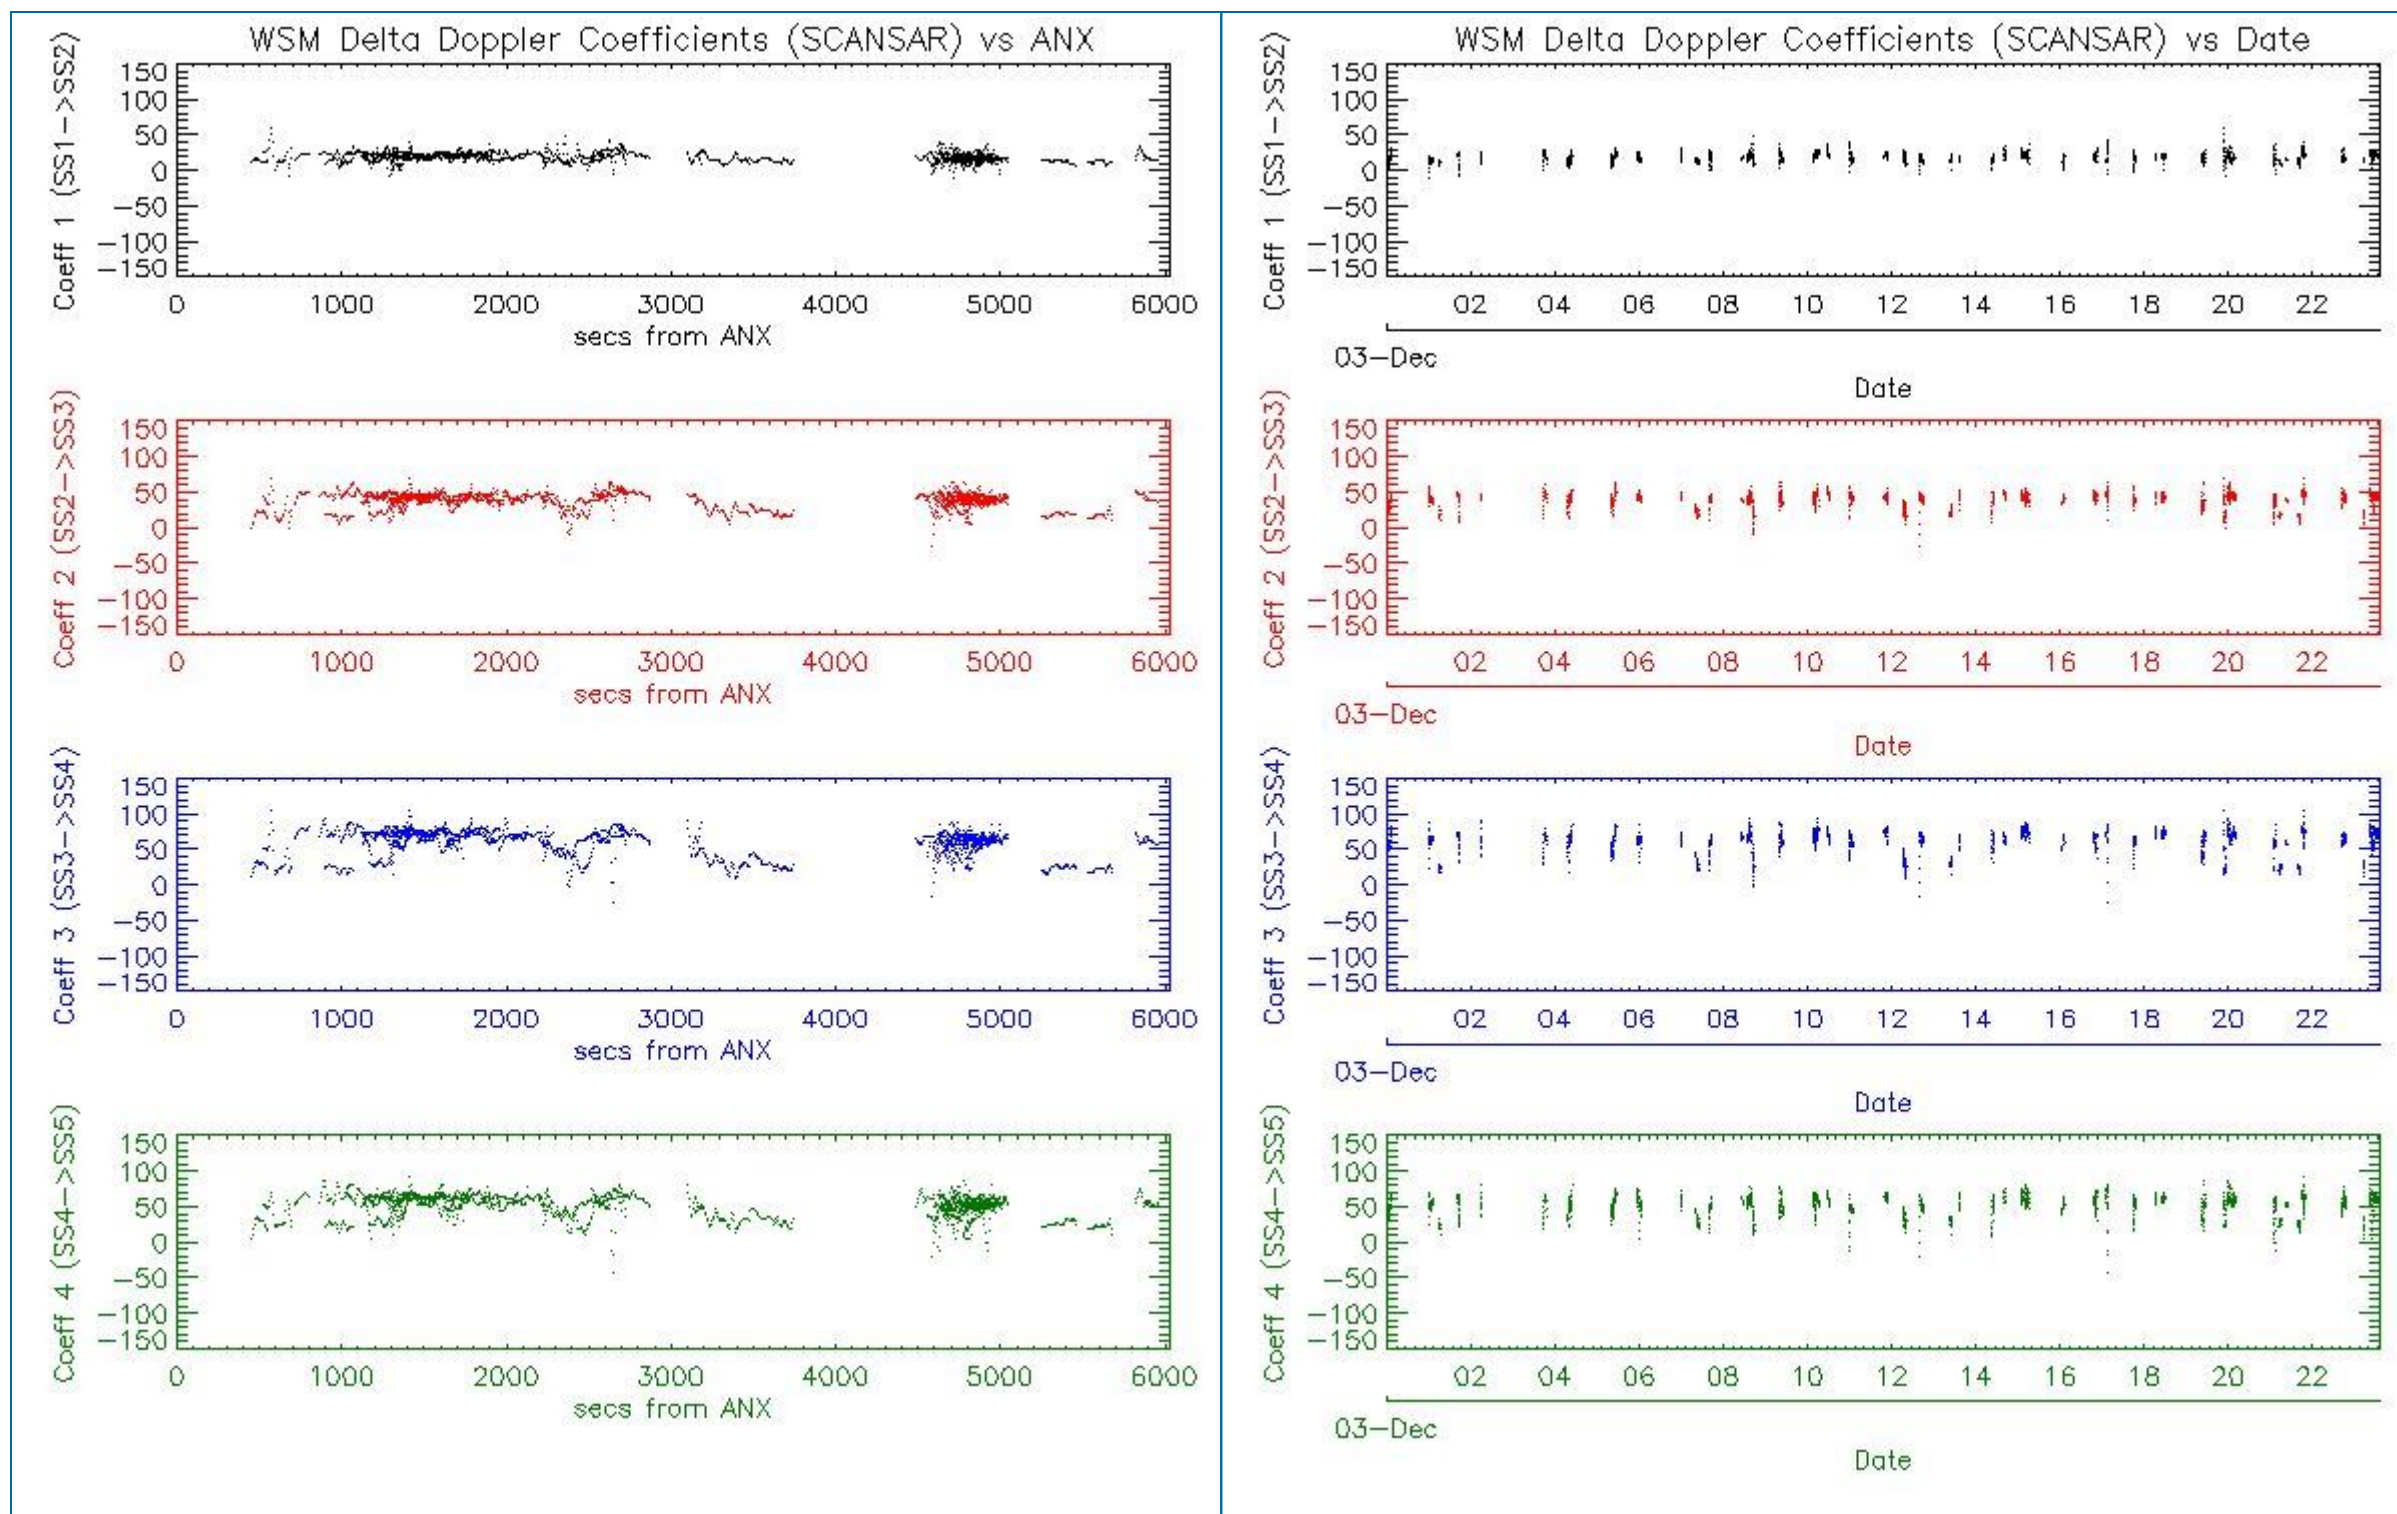 WSM Delta Doppler Coefficients (SCANSAR) vs ANX
Coeff 1 (SS1->SS2)
150
100
50
0
-50
-100
-150
0 1000 2000 3000 4000 5000 6000
secs from ANX
Coeff 2 (SS2->SS3)
150
100
50
0
-50
-100
-150
0 1000 2000 3000 4000 5000 6000
secs from ANX
Coeff 3 (SS3->SS4)
150
100
50
0
-50
-100
-150
0 1000 2000 3000 4000 5000 6000
secs from ANX
Coeff 4 (SS4->SS5)
150
100
50
0
-50
-100
-150
0 1000 2000 3000 4000 5000 6000
secs from ANX
WSM Delta Doppler Coefficients (SCANSAR) vs Date
Coeff 1 (SS1->SS2)
150
100
50
0
-50
-100
-150
02 04 06 08 10 12 14 16 18 20 22
03-Dec
Date
Coeff 2 (SS2->SS3)
150
100
50
0
-50
-100
-150
02 04 06 08 10 12 14 16 18 20 22
03-Dec
Date
Coeff 3 (SS3->SS4)
150
100
50
0
-50
-100
-150
02 04 06 08 10 12 14 16 18 20 22
03-Dec
Date
Coeff 4 (SS4->SS5)
150
100
50
0
-50
-100
-150
02 04 06 08 10 12 14 16 18 20 22
03-Dec
Date